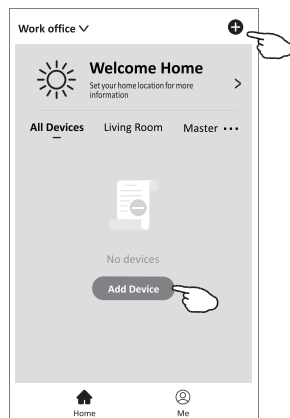 Work office
Welcome Home
Set your home location for more
information
All Devices Living Room Master
No devices
Add Device
Home Me